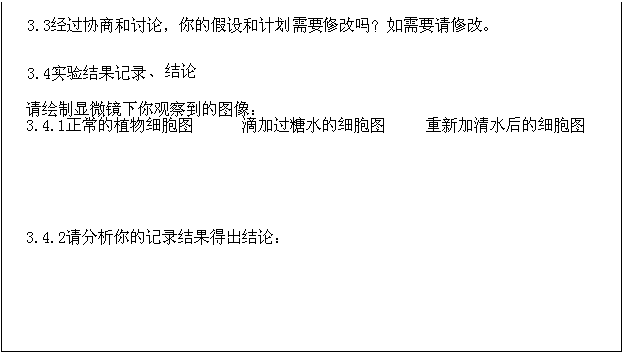 3.3经过协商和讨论，你的假设和计划需要修改吗？如需要请修改。
3.4实验结果记录、结论
请绘制显微镜下你观察到的图像：
3.4.1正常的植物细胞图 滴加过糖水的细胞图 重新加清水后的细胞图
3.4.2请分析你的记录结果得出结论：